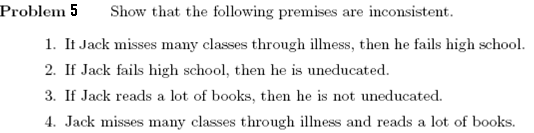 Problem 5 Show that the following premises are inconsistent.
1. If Jack misses many classes through illness, then he fails high school.
2. If Jack fails high school, then he is uneducated.
3. If Jack reads a lot of books, then he is not uneducated.
4. Jack misses many classes through illness and reads a lot of books.